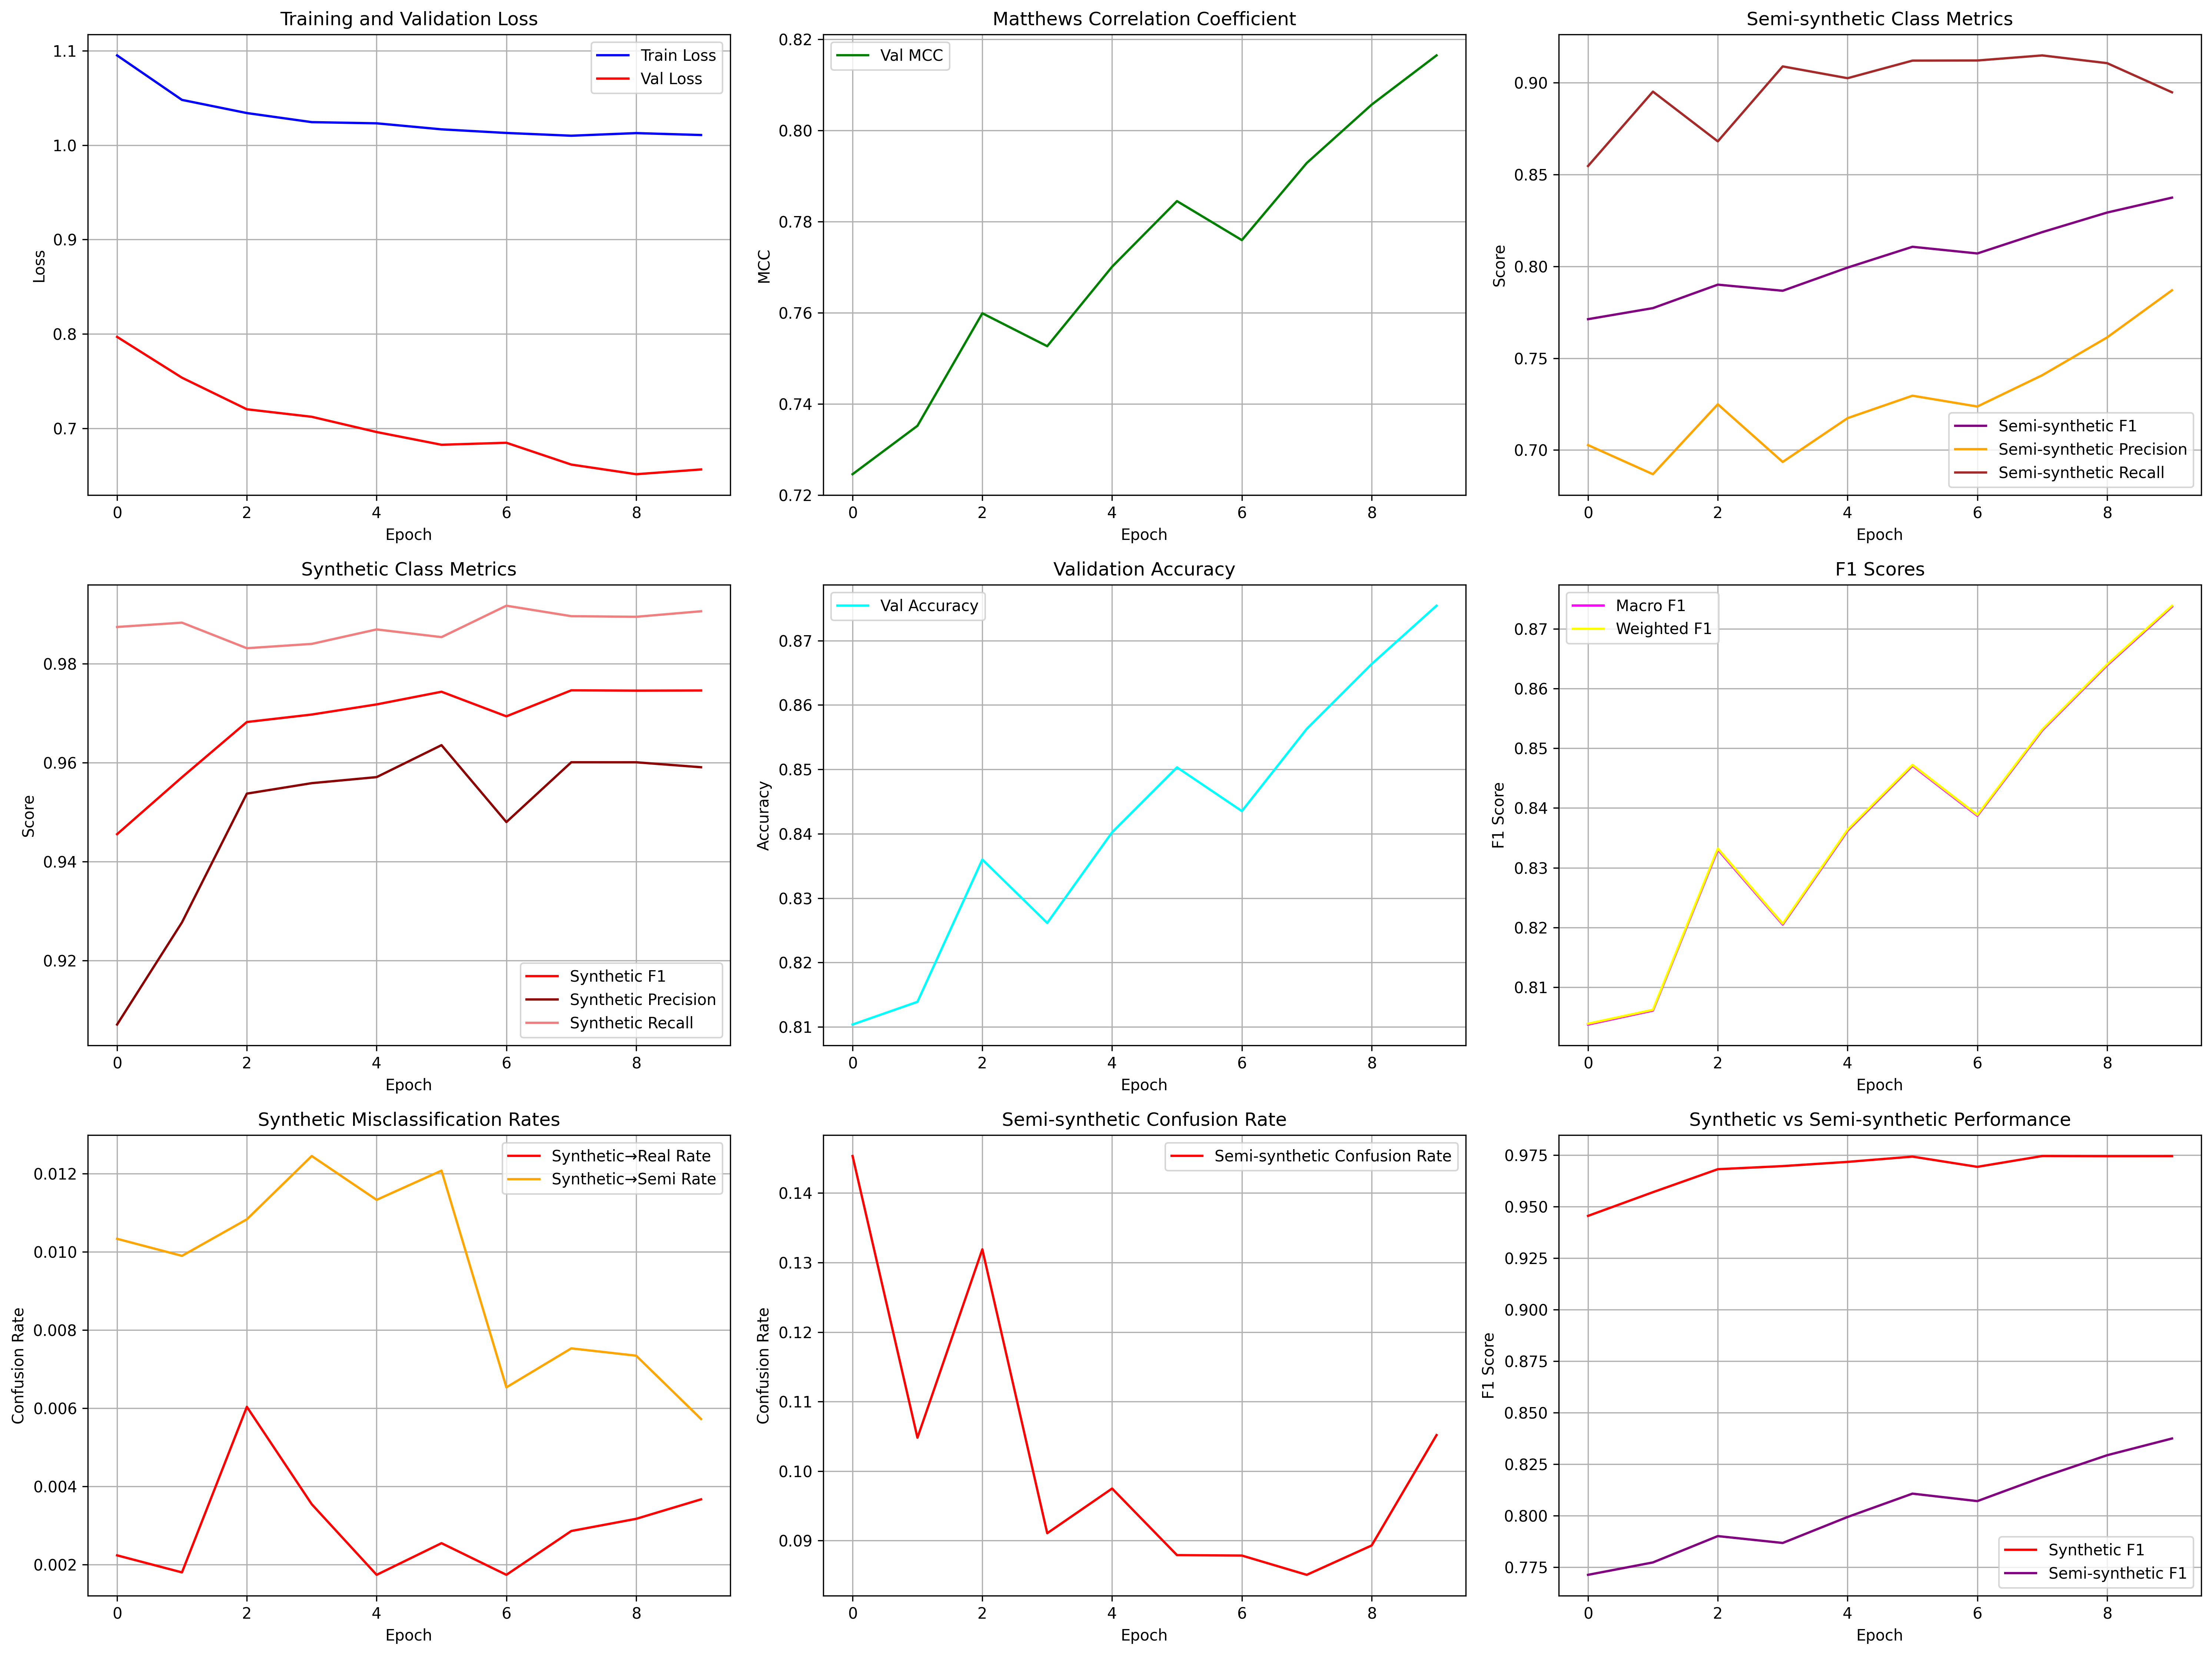 Training and Validation Loss
1.1
1.0
0.9
0.8
0.7
Loss
Train Loss
Val Loss
0 2 4 6 8
Epoch
Matthews Correlation Coefficient
0.82
0.80
0.78
0.76
0.74
0.72
MCC
Val MCC
0 2 4 6 8
Epoch
Semi-synthetic Class Metrics
0.90
0.85
0.80
0.75
0.70
Score
Semi-synthetic F1
Semi-synthetic Precision
Semi-synthetic Recall
0 2 4 6 8
Epoch
Synthetic Class Metrics
0.98
0.96
0.94
0.92
Score
Synthetic F1
Synthetic Precision
Synthetic Recall
0 2 4 6 8
Epoch
Validation Accuracy
0.87
0.86
0.85
0.84
0.83
0.82
0.81
Accuracy
Val Accuracy
0 2 4 6 8
Epoch
F1 Scores
0.87
0.86
0.85
0.84
0.83
0.82
0.81
F1 Score
Macro F1
Weighted F1
0 2 4 6 8
Epoch
Synthetic Misclassification Rates
0.012
0.010
0.008
0.006
0.004
0.002
Confusion Rate
Synthetic→Real Rate
Synthetic→Semi Rate
0 2 4 6 8
Epoch
Semi-synthetic Confusion Rate
0.14
0.13
0.12
0.11
0.10
0.09
Confusion Rate
Semi-synthetic Confusion Rate
0 2 4 6 8
Epoch
Synthetic vs Semi-synthetic Performance
0.975
0.950
0.925
0.900
0.875
0.850
0.825
0.800
0.775
F1 Score
Synthetic F1
Semi-synthetic F1
0 2 4 6 8
Epoch